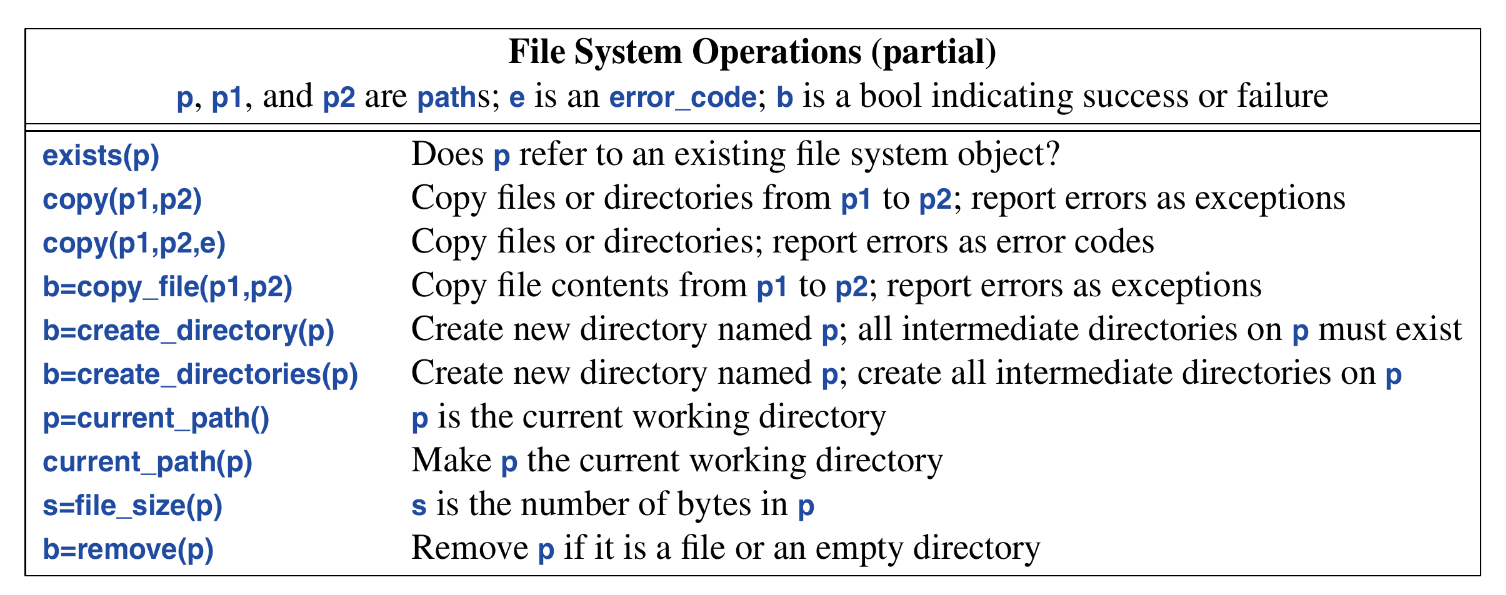 File System Operations (partial)
p, p1, and p2 are paths; e is an error_code; b is a bool indicating success or failure
exists(p) Does p refer to an existing file system object?
copy(p1,p2) Copy files or directories from p1 to p2; report errors as exceptions
copy(p1,p2,e) Copy files or directories; report errors as error codes
b=copy_file(p1,p2) Copy file contents from p1 to p2; report errors as exceptions
b=create_directory(p) Create new directory named p; all intermediate directories on p must exist
b=create_directories(p) Create new directory named p; create all intermediate directories on p
p=current_path() p is the current working directory
current_path(p) Make p the current working directory
s=file_size(p) s is the number of bytes in p
b=remove(p) Remove p if it is a file or an empty directory